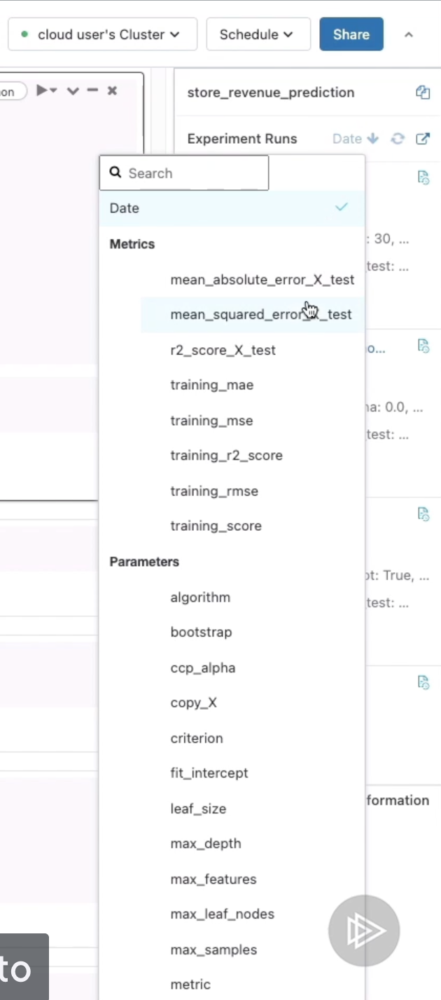 cloud user's Cluster
Schedule
Share
on
store_revenue_prediction
Experiment Runs
Date
Search
Date
Metrics
: 30, ...
test: ...
mean_absolute_error_X_test
mean_squared_error_X_test
r2_score_X_test
o...
training_mae
training_mse
na: 0.0, ...
test: ...
training_r2_score
training_rmse
training_score
Parameters
ot: True, ...
algorithm
test: ...
bootstrap
ccp_alpha
copy_X
criterion
fit_intercept
formation
leaf_size
max_depth
max_features
max_leaf_nodes
max_samples
to
metric